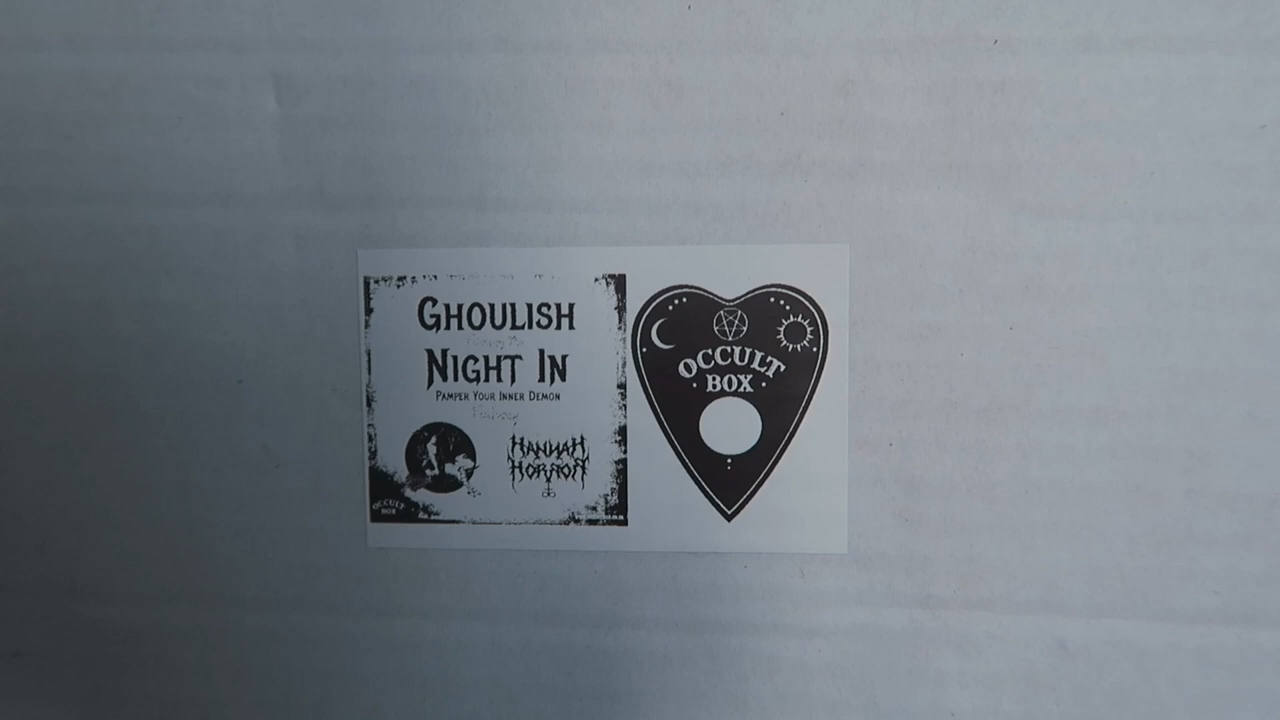 GHOULISH
NIGHT IN
PAMPER YOUR INNER DEMON
HANNAH
HORROR
OCCULT
BOX
OCCULT
BOX